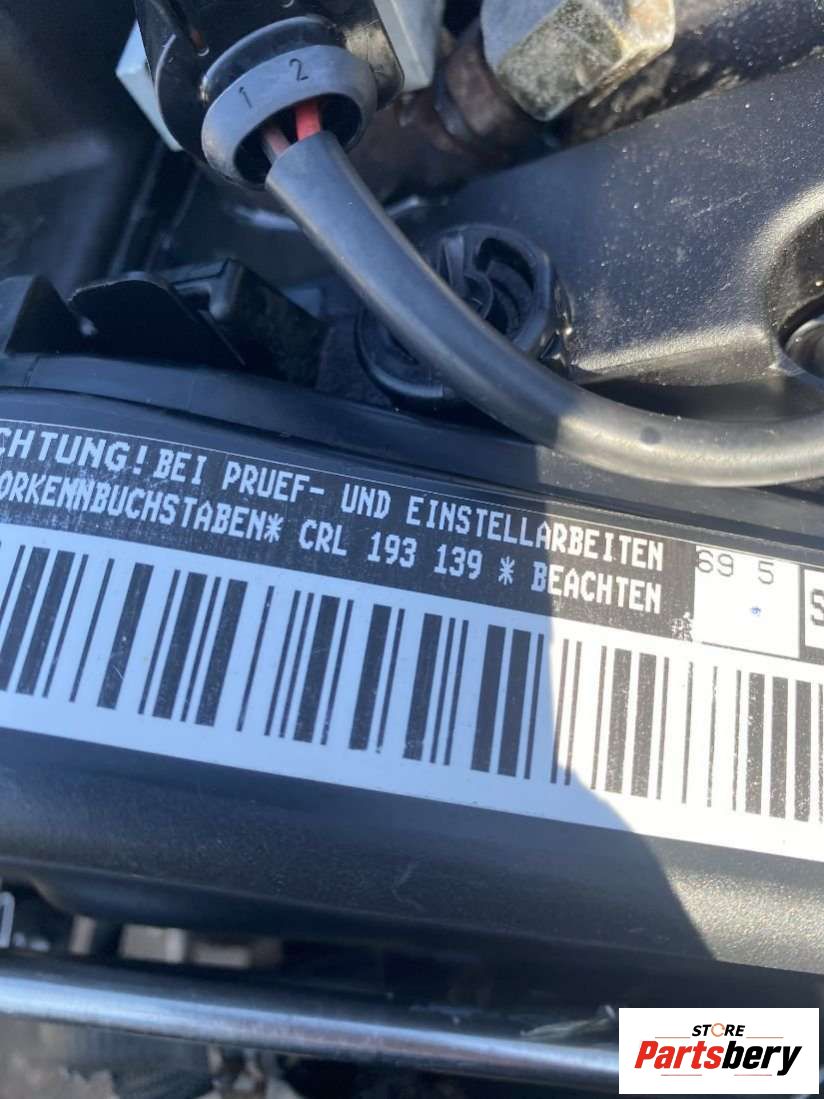 1 2
CHTUNG! BEI PRUEF- UND EINSTELLARBEITEN
ORKENNBUCHSTABEN* CRL 193 139 * BEACHTEN
69 5
S
STORE
Partsbery